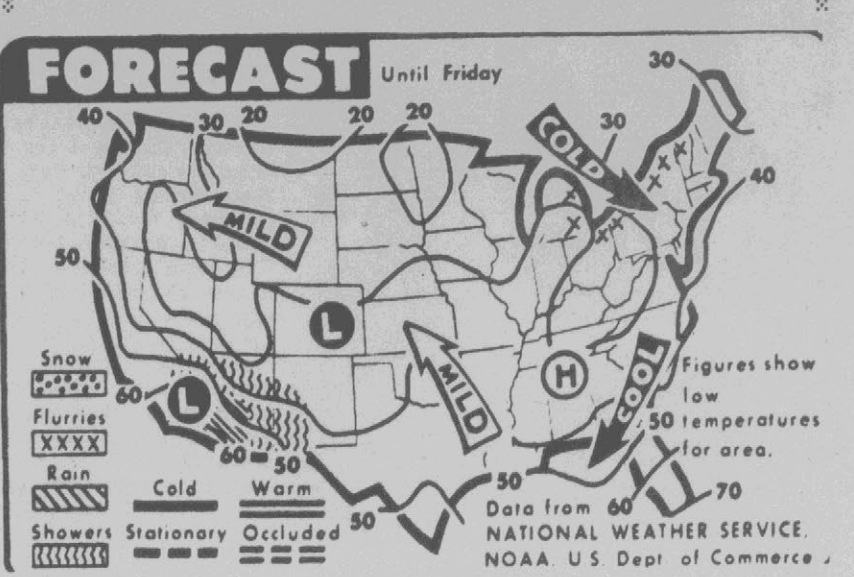 FORECAST
Until Friday
30
40
30
20
20
20
COLD
30
40
MILD
50
L
Snow
60
L
Flurries
XXXX
MILD
H
COOL
Figures show
low
50 temperatures
for area.
Rain
60
50
Cold
Warm
50
50
60
70
Showers
Stationary
Occluded
Data from
NATIONAL WEATHER SERVICE,
NOAA. U.S. Dept. of Commerce